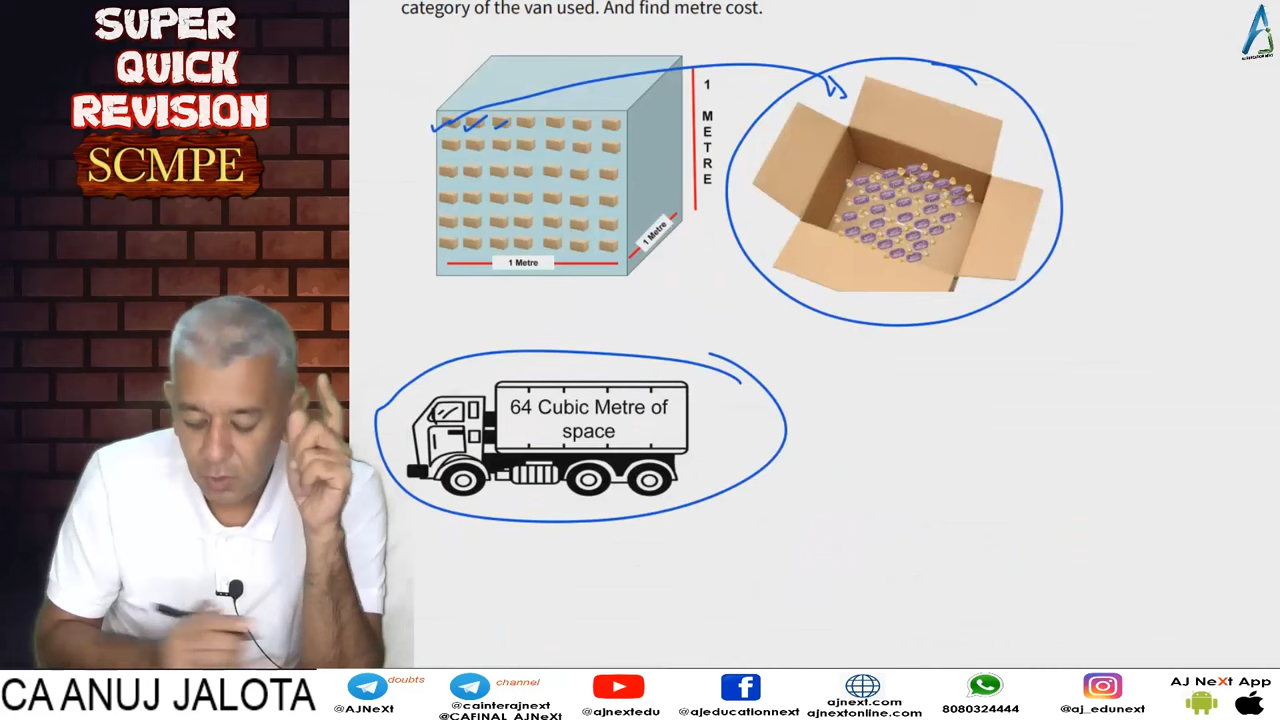 category of the van used. And find metre cost.
SUPER
QUICK
REVISION
SCMPE
1
METRE
1 Metre
1 Metre
64 Cubic Metre of
space
CA ANUJ JALOTA
doubts
@AJNeXt
channel
@cainterajnext
@CAFINAL_AJNeXt
@ajnextedu
@ajeducationnext
ajnext.com
ajnextonline.com
8080324444
@aj_edunext
AJ NeXt App